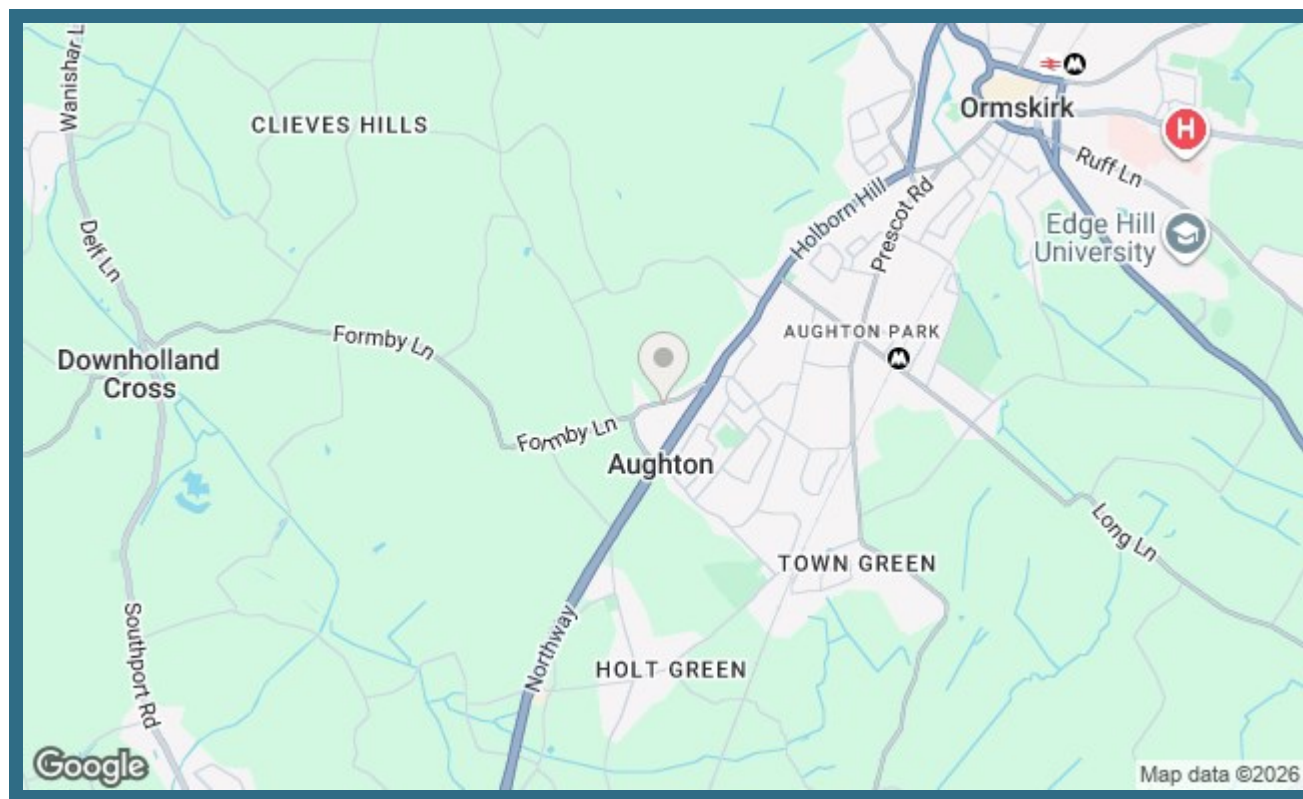 Wanishar L
CLIEVES HILLS
Ormskirk
H
Ruff Ln
Holborn Hill
Prescot Rd
Edge Hill
University
Delf Ln
Formby Ln
AUGHTON PARK
Downholland
Cross
Formby Ln
Aughton
Long Ln
TOWN GREEN
Northway
Southport Rd
HOLT GREEN
Google
Map data ©2026